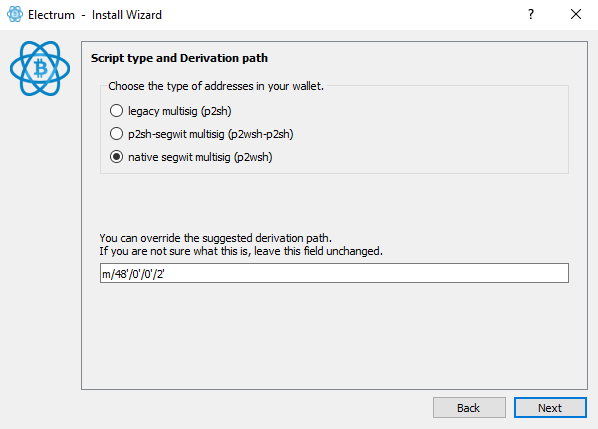 Electrum - Install Wizard
Script type and Derivation path
Choose the type of addresses in your wallet.
legacy multisig (p2sh)
p2sh-segwit multisig (p2wsh-p2sh)
native segwit multisig (p2wsh)
You can override the suggested derivation path.
If you are not sure what this is, leave this field unchanged.
m/48'/0'/0'/2'
Back Next